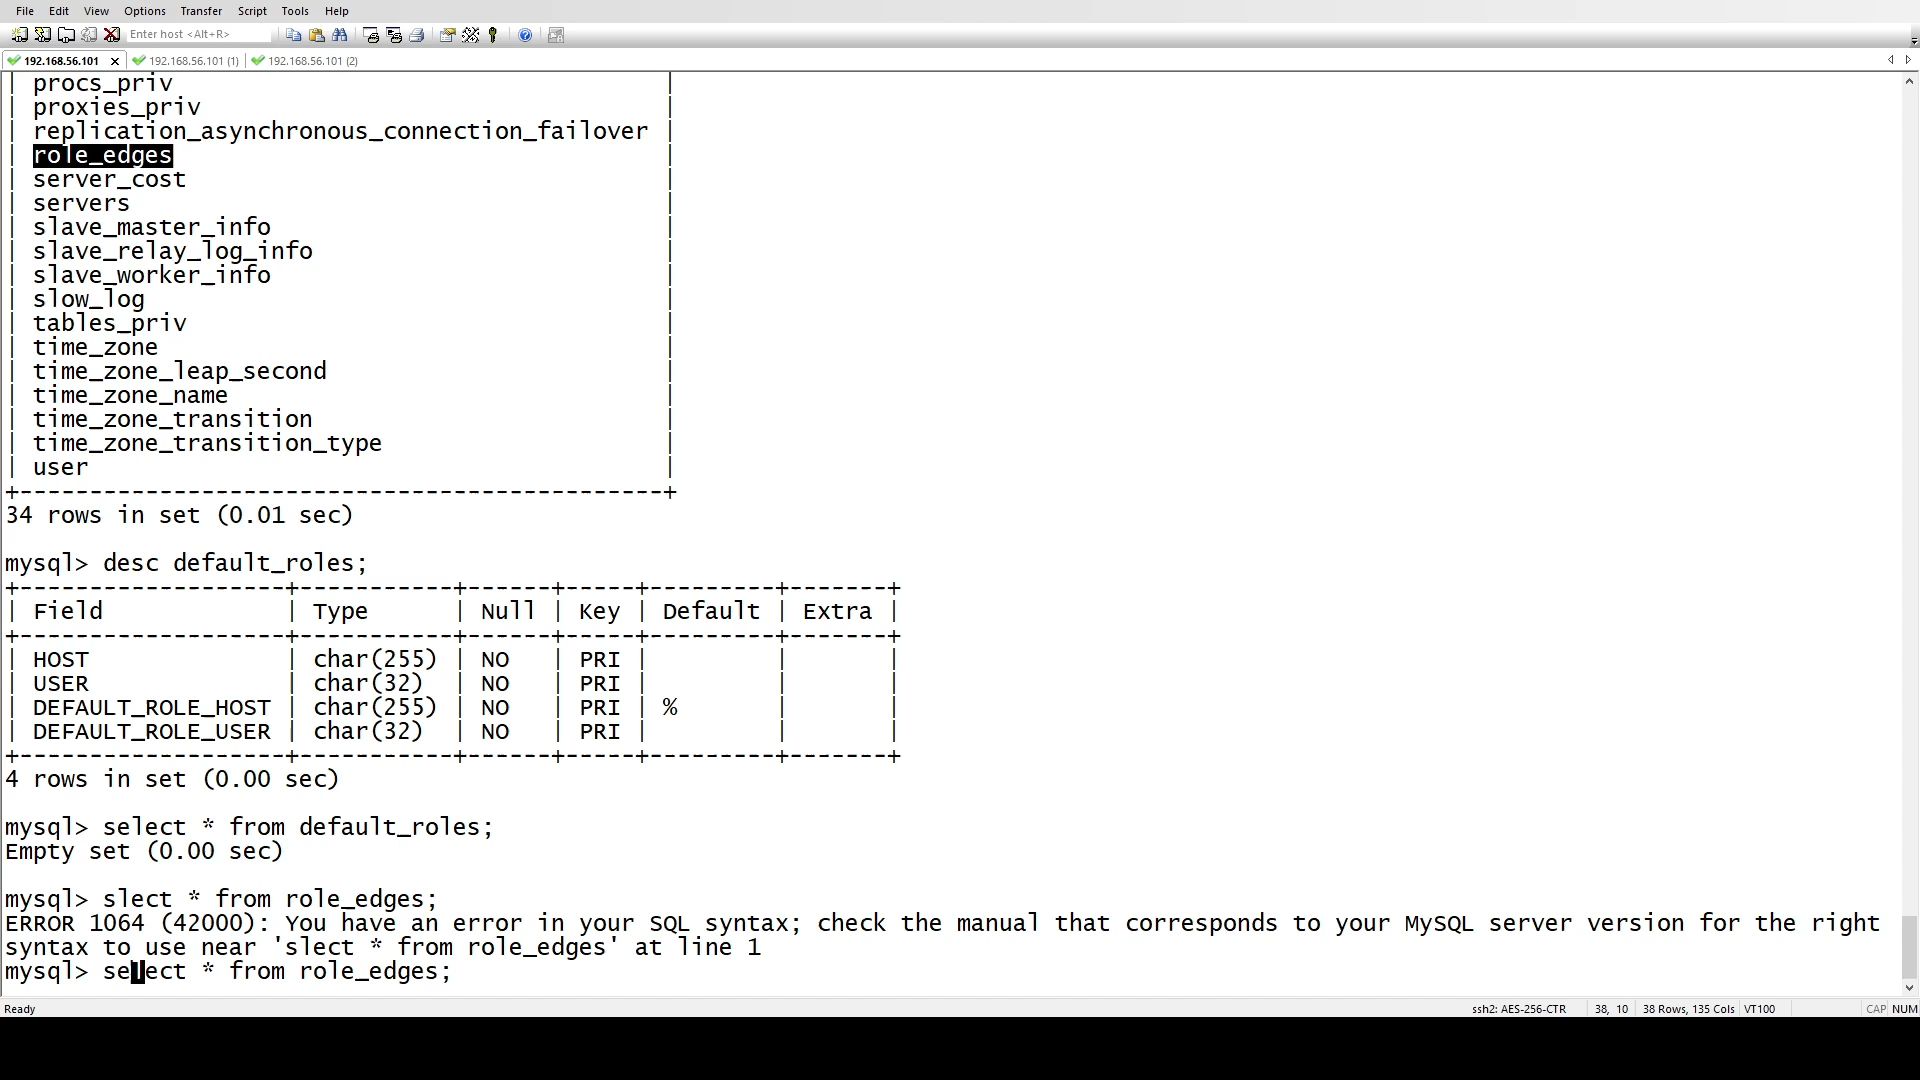 File Edit View Options Transfer Script Tools Help
Enter host <Alt+R>
192.168.56.101 192.168.56.101 (1) 192.168.56.101 (2)
| procs_priv |
| proxies_priv |
| replication_asynchronous_connection_failover |
| role_edges |
| server_cost |
| servers |
| slave_master_info |
| slave_relay_log_info |
| slave_worker_info |
| slow_log |
| tables_priv |
| time_zone |
| time_zone_leap_second |
| time_zone_name |
| time_zone_transition |
| time_zone_transition_type |
| user |
+----------------------------------------------+
34 rows in set (0.01 sec)
mysql> desc default_roles;
+-------------------+-----------+------+-----+---------+-------+
| Field | Type | Null | Key | Default | Extra |
+-------------------+-----------+------+-----+---------+-------+
| HOST | char(255) | NO | PRI | | |
| USER | char(32) | NO | PRI | | |
| DEFAULT_ROLE_HOST | char(255) | NO | PRI | % | |
| DEFAULT_ROLE_USER | char(32) | NO | PRI | | |
+-------------------+-----------+------+-----+---------+-------+
4 rows in set (0.00 sec)
mysql> select * from default_roles;
Empty set (0.00 sec)
mysql> slect * from role_edges;
ERROR 1064 (42000): You have an error in your SQL syntax; check the manual that corresponds to your MySQL server version for the right
syntax to use near 'slect * from role_edges' at line 1
mysql> select * from role_edges;
Ready ssh2: AES-256-CTR 38, 10 38 Rows, 135 Cols VT100 CAP NUM